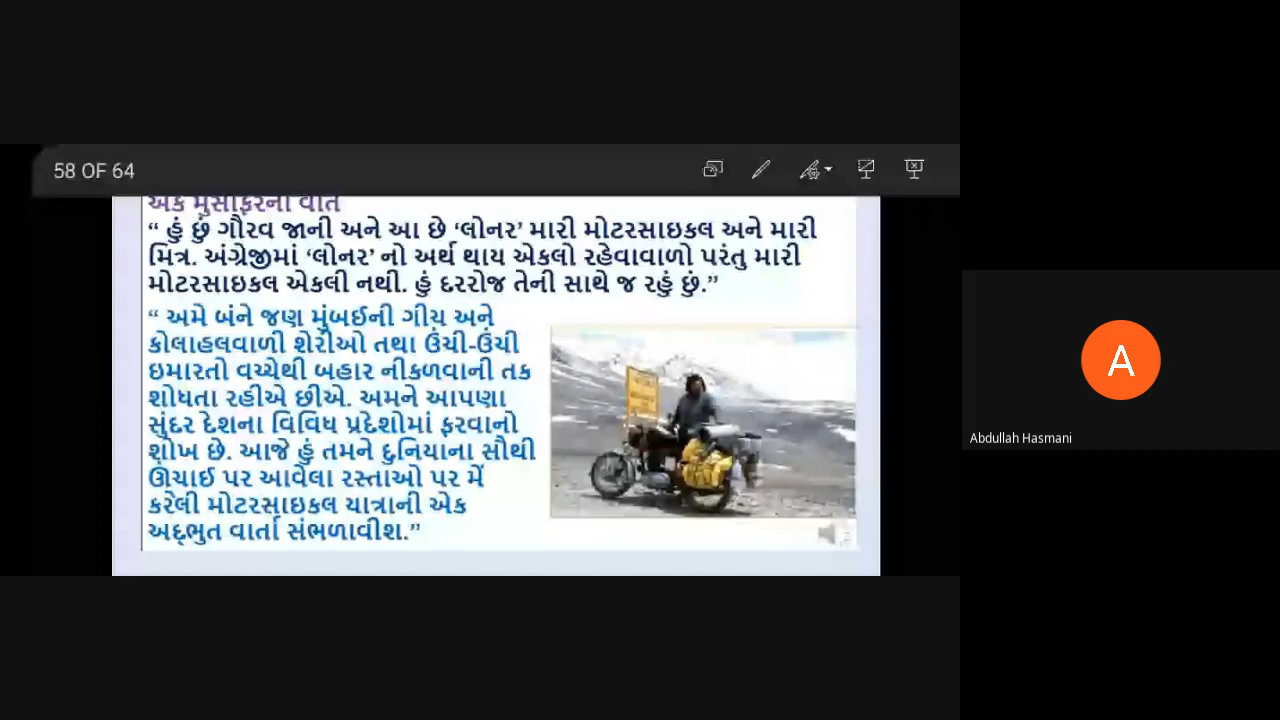 58 OF 64
એક મુસાફરની વાત
“ હું છું ગૌરવ જાની અને આ છે ‘લોનર’ મારી મોટરસાઇકલ અને મારી
મિત્ર. અંગ્રેજીમાં ‘લોનર’ નો અર્થ થાય એકલો રહેવાવાળો પરંતુ મારી
મોટરસાઇકલ એકલી નથી. હું દરરોજ તેની સાથે જ રહું છું.”
“ અમે બંને જણ મુંબઈની ગીચ અને
કોલાહલવાળી શેરીઓ તથા ઉંચી-ઉંચી
ઇમારતો વચ્ચેથી બહાર નીકળવાની તક
શોધતા રહીએ છીએ. અમને આપણા
સુંદર દેશના વિવિધ પ્રદેશોમાં ફરવાનો
શોખ છે. આજે હું તમને દુનિયાના સૌથી
ઊંચાઈ પર આવેલા રસ્તાઓ પર મેં
કરેલી મોટરસાઇકલ યાત્રાની એક
અદ્ભુત વાર્તા સંભળાવીશ.”
A
Abdullah Hasmani